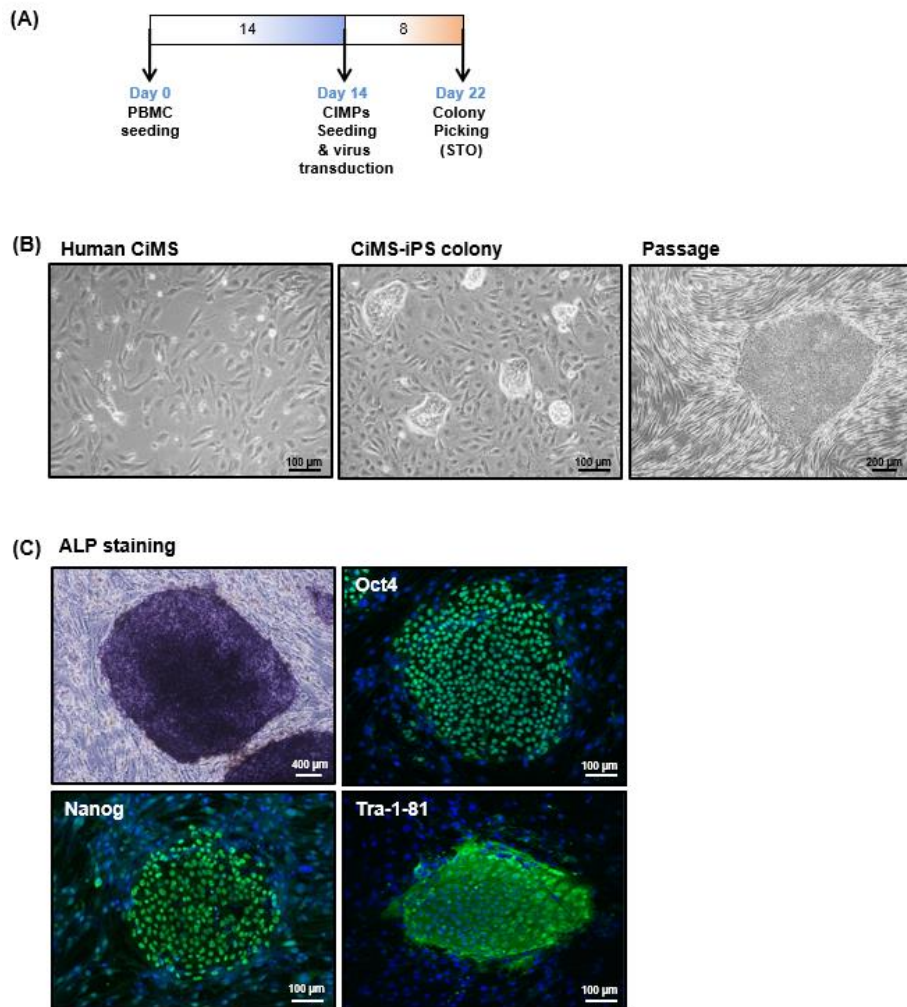 (A)
14
8
Day 0
PBMC
seeding
Day 14
CIMPs
Seeding
& virus
transduction
Day 22
Colony
Picking
(STO)
(B)
Human CiMS
CiMS-iPS colony
Passage
100 µm
100 µm
200 µm
(C)
ALP staining
Oct4
400 µm
100 µm
Nanog
Tra-1-81
100 µm
100 µm